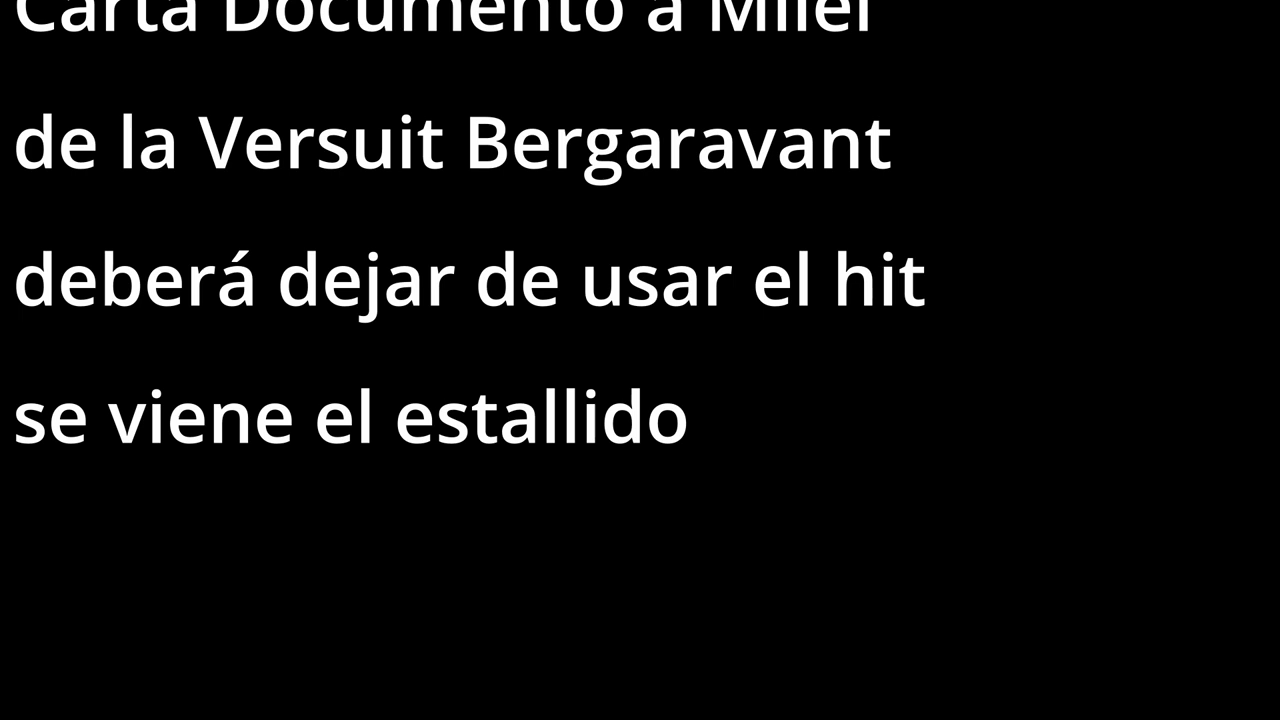 Carta Documento a Milei
de la Versuit Bergaravant
deberá dejar de usar el hit
se viene el estallido